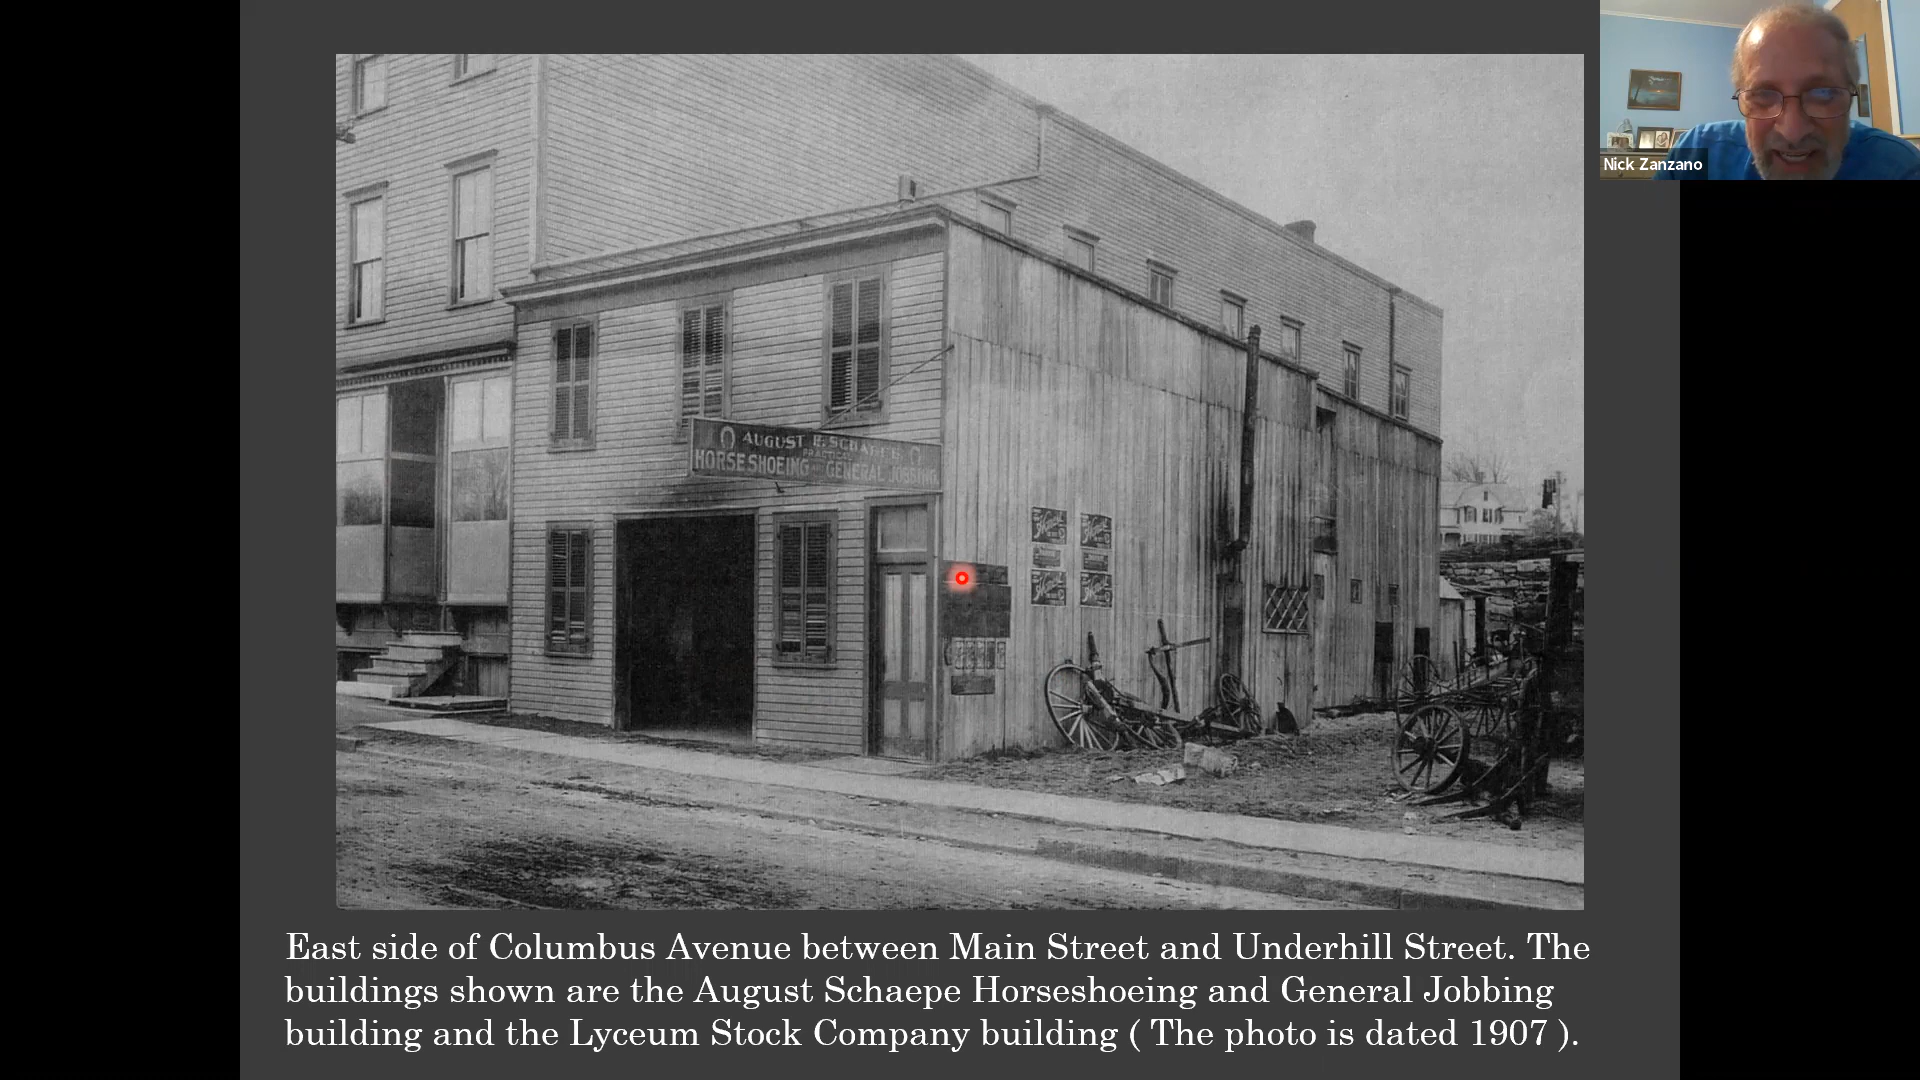 Nick Zanzano
AUGUST
PRACTICAL
HORSESHOEING AND GENERAL JOBBING
East side of Columbus Avenue between Main Street and Underhill Street. The
buildings shown are the August Schaepe Horseshoeing and General Jobbing
building and the Lyceum Stock Company building ( The photo is dated 1907 ).